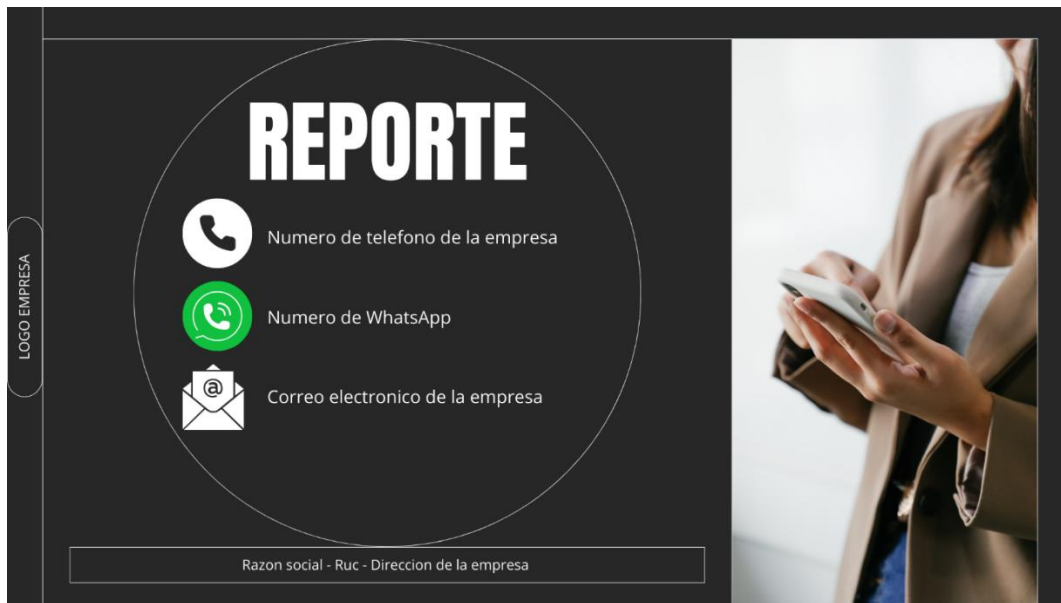 REPORTE
Numero de telefono de la empresa
Numero de WhatsApp
@
Correo electronico de la empresa
LOGO EMPRESA
Razon social - Ruc - Direccion de la empresa